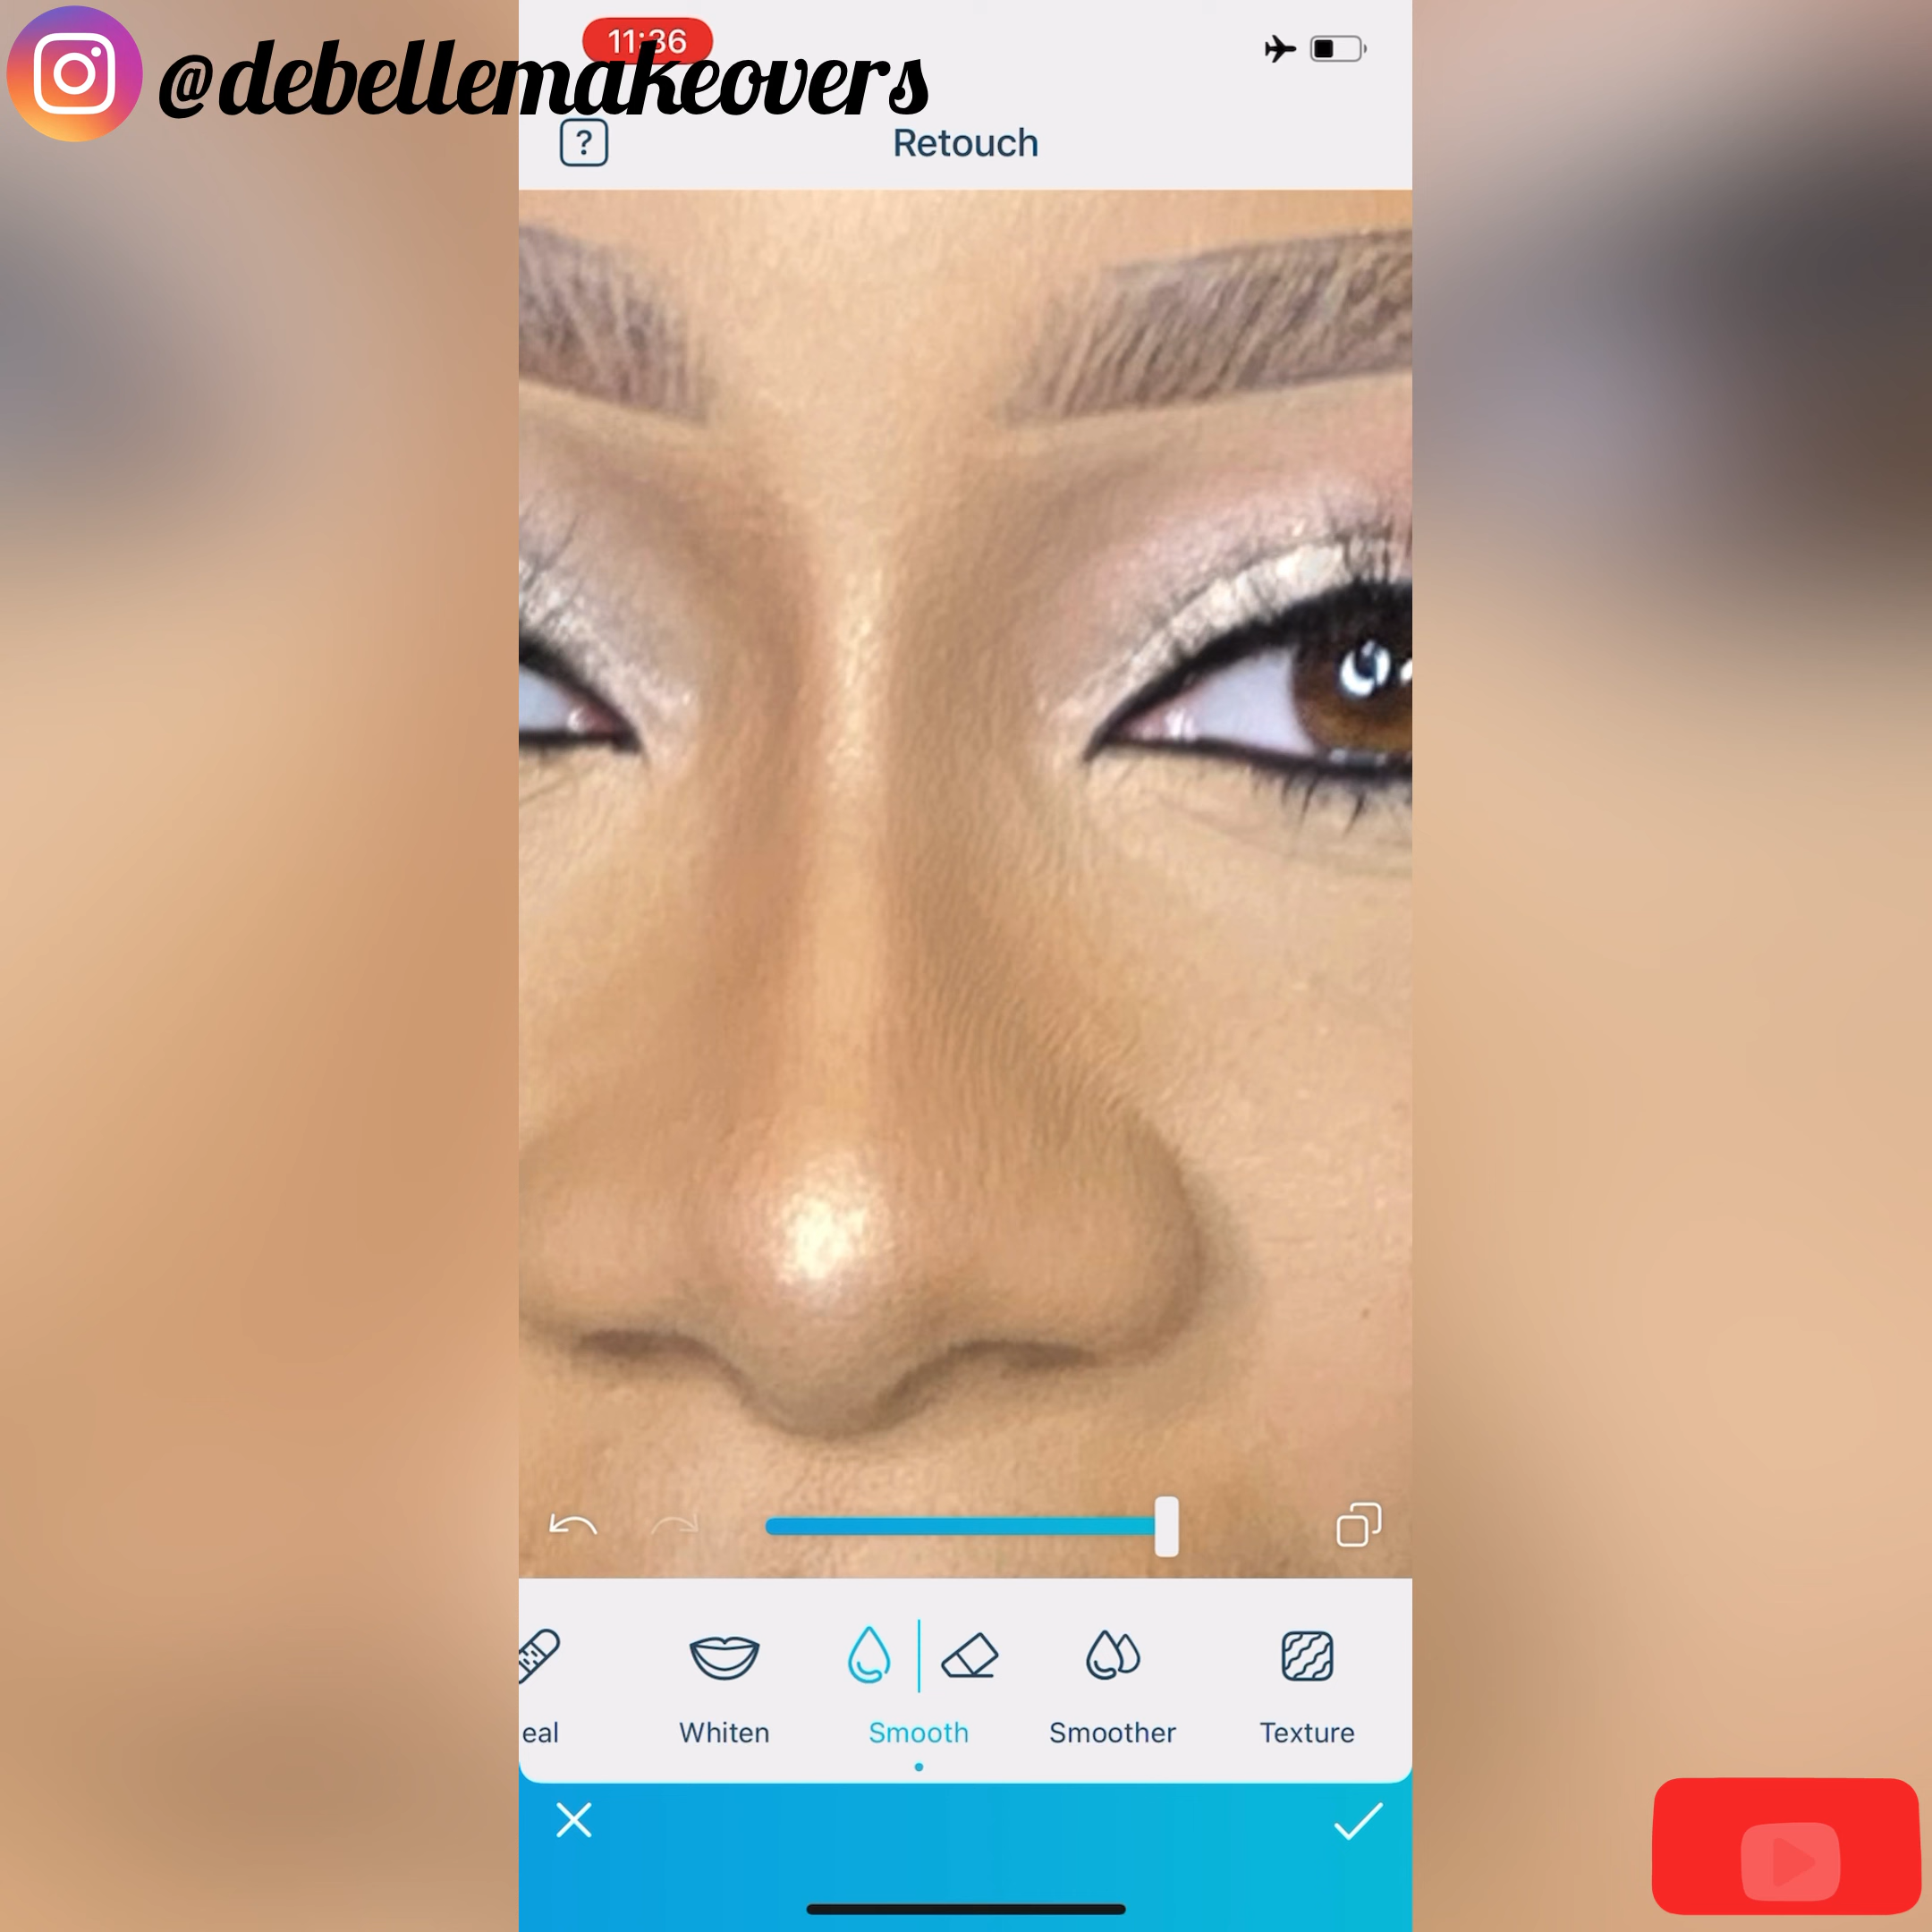 11:36
@debellemakeovers
?
Retouch
eal
Whiten
Smooth
Smoother
Texture